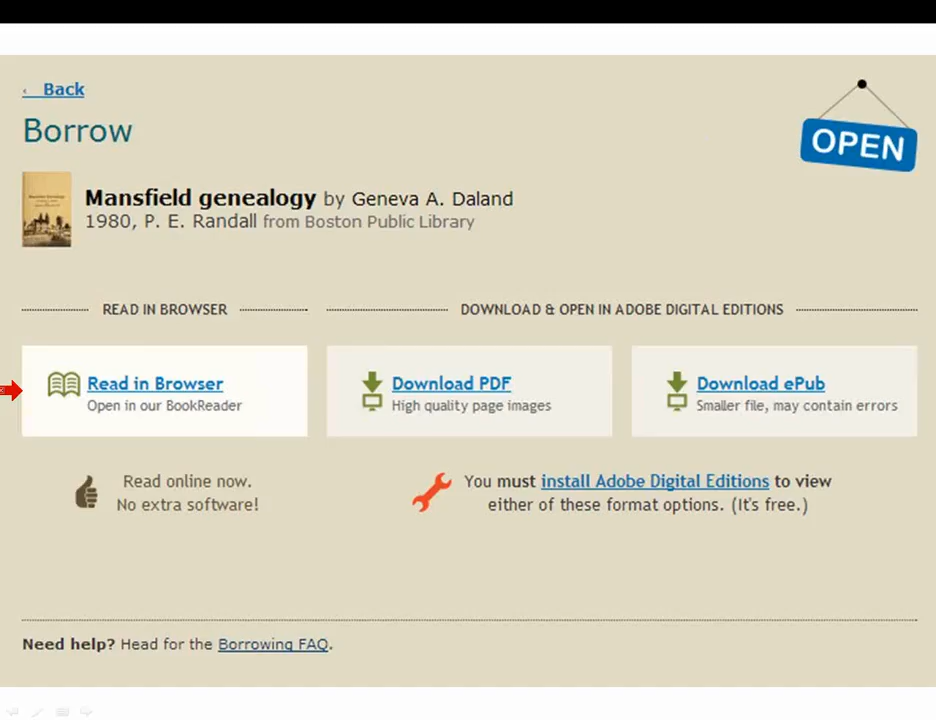 Back
Borrow
OPEN
Mansfield genealogy by Geneva A. Daland
1980, P. E. Randall from Boston Public Library
READ IN BROWSER
DOWNLOAD & OPEN IN ADOBE DIGITAL EDITIONS
Read in Browser
Open in our BookReader
Download PDF
High quality page images
Download ePub
Smaller file, may contain errors
Read online now.
No extra software!
You must install Adobe Digital Editions to view
either of these format options. (It's free.)
Need help? Head for the Borrowing FAQ.